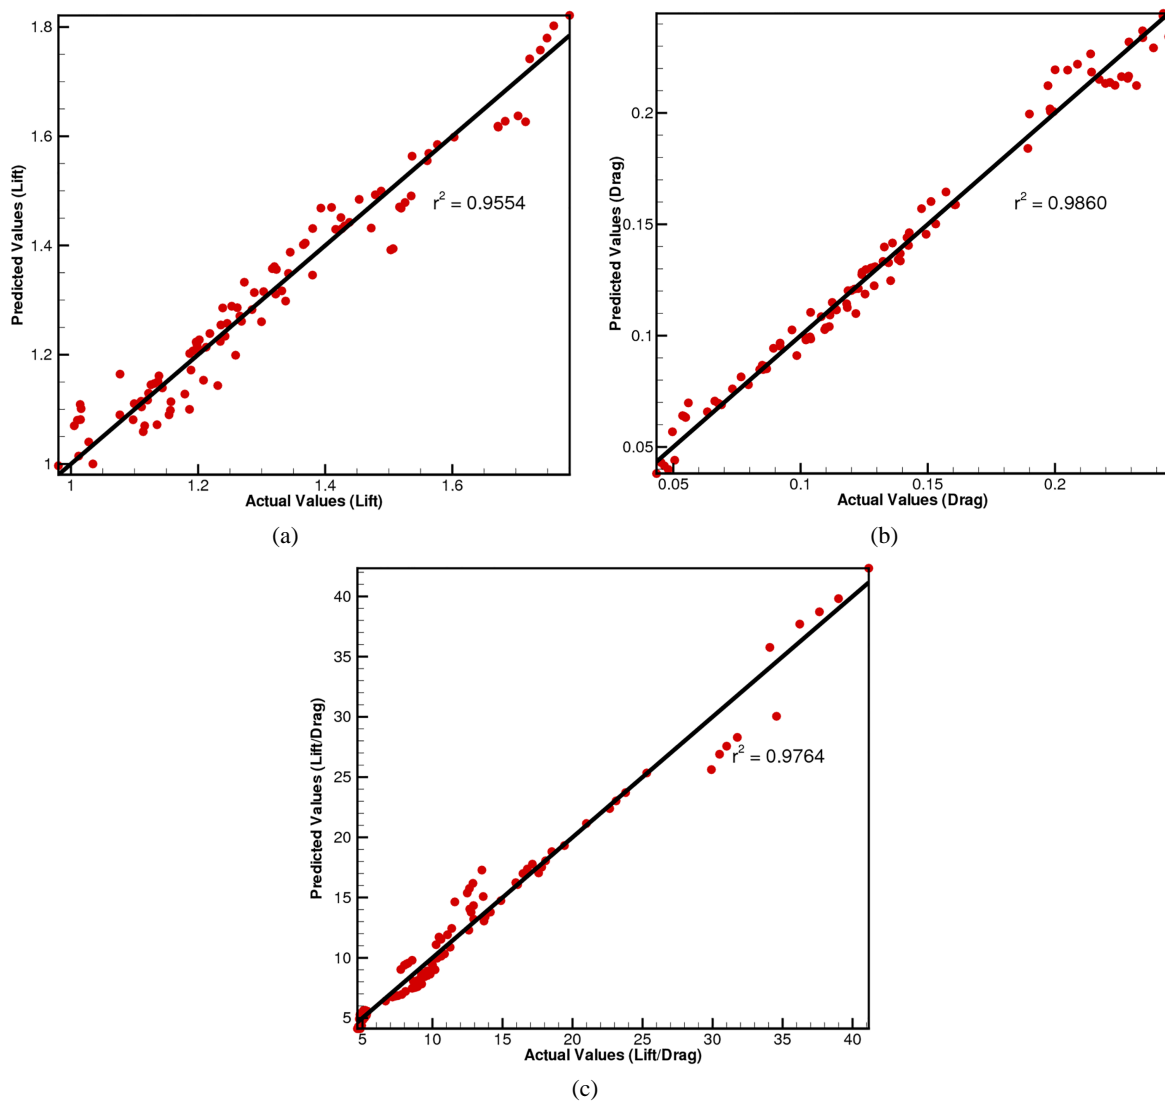 1.8
1.6
1.4
1.2
1
Predicted Values (Lift)
r² = 0.9554
1 1.2 1.4 1.6
Actual Values (Lift)
(a)
0.2
0.15
0.1
0.05
Predicted Values (Drag)
r² = 0.9860
0.05 0.1 0.15 0.2
Actual Values (Drag)
(b)
40
35
30
25
20
15
10
5
Predicted Values (Lift/Drag)
r² = 0.9764
5 10 15 20 25 30 35 40
Actual Values (Lift/Drag)
(c)